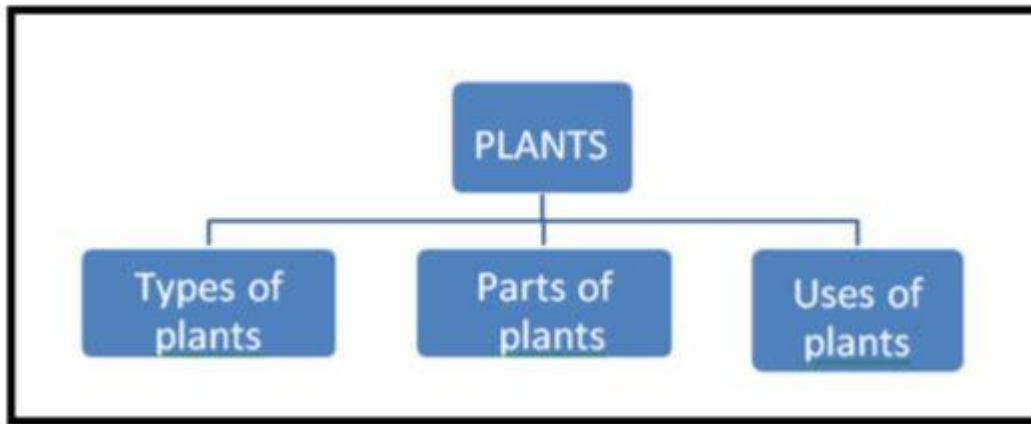 PLANTS
Types of
plants
Parts of
plants
Uses of
plants